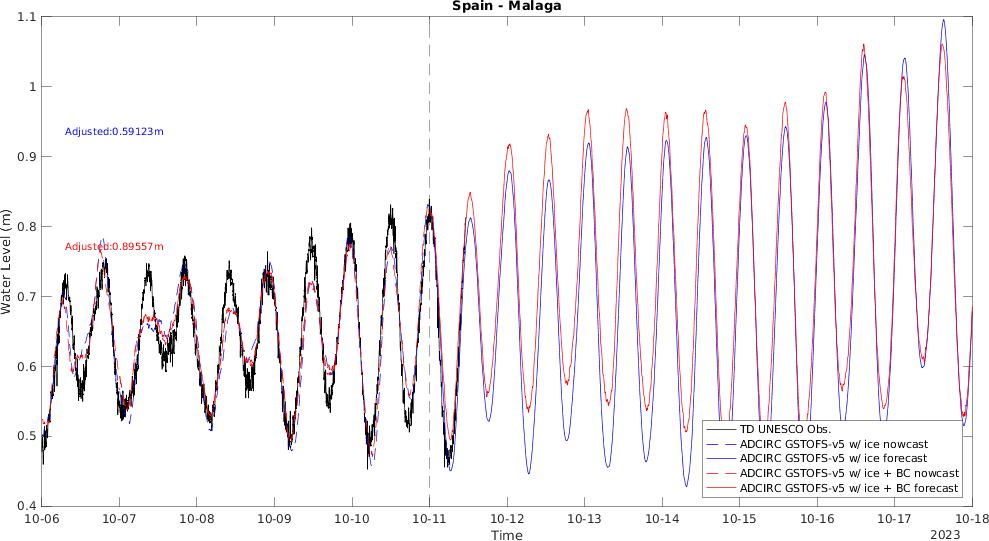 Spain - Malaga
1.1
1
0.9
0.8
0.7
0.6
0.5
0.4
Water Level (m)
Adjusted:0.59123m
Adjusted:0.89557m
TD UNESCO Obs.
ADCIRC GSTOFS-v5 w/ ice nowcast
ADCIRC GSTOFS-v5 w/ ice forecast
ADCIRC GSTOFS-v5 w/ ice + BC nowcast
ADCIRC GSTOFS-v5 w/ ice + BC forecast
10-06 10-07 10-08 10-09 10-10 10-11 10-12 10-13 10-14 10-15 10-16 10-17 10-18
Time
2023